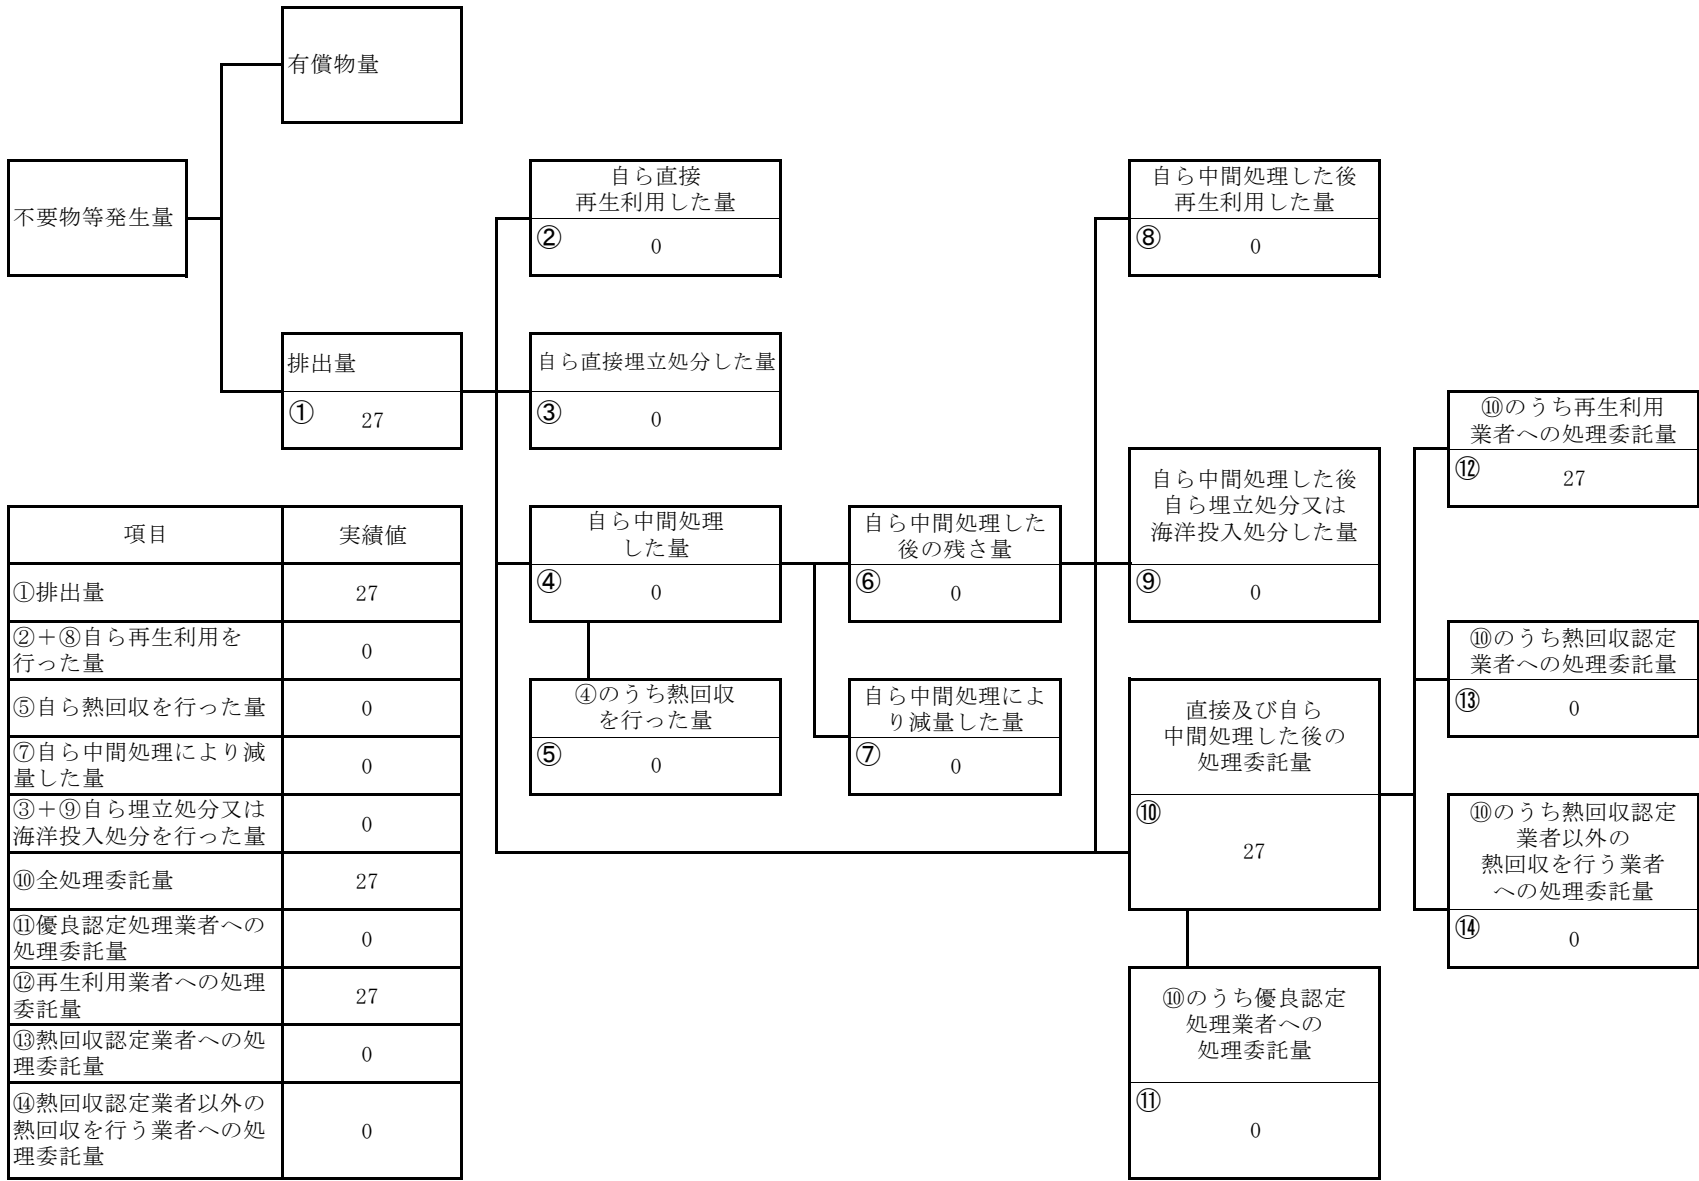 有償物量
不要物等発生量
自ら直接
再生利用した量
②
0
自ら中間処理した後
再生利用した量
⑧
0
排出量
①
27
自ら直接埋立処分した量
③
0
⑩のうち再生利用
業者への処理委託量
⑫
27
自ら中間処理した後
自ら埋立処分又は
海洋投入処分した量
⑨
0
自ら中間処理
した量
④
0
自ら中間処理した
後の残さ量
⑥
0
④のうち熱回収
を行った量
⑤
0
自ら中間処理によ
り減量した量
⑦
0
直接及び自ら
中間処理した後の
処理委託量
⑩
27
⑩のうち熱回収認定
業者への処理委託量
⑬
0
⑩のうち熱回収認定
業者以外の
熱回収を行う業者
への処理委託量
⑭
0
⑩のうち優良認定
処理業者への
処理委託量
⑪
0
項目 実績値
①排出量 27
②+⑧自ら再生利用を
行った量 0
⑤自ら熱回収を行った量 0
⑦自ら中間処理により減
量した量 0
③+⑨自ら埋立処分又は
海洋投入処分を行った量 0
⑩全処理委託量 27
⑪優良認定処理業者への
処理委託量 0
⑫再生利用業者への処理
委託量 27
⑬熱回収認定業者への処
理委託量 0
⑭熱回収認定業者以外の
熱回収を行う業者への処
理委託量 0